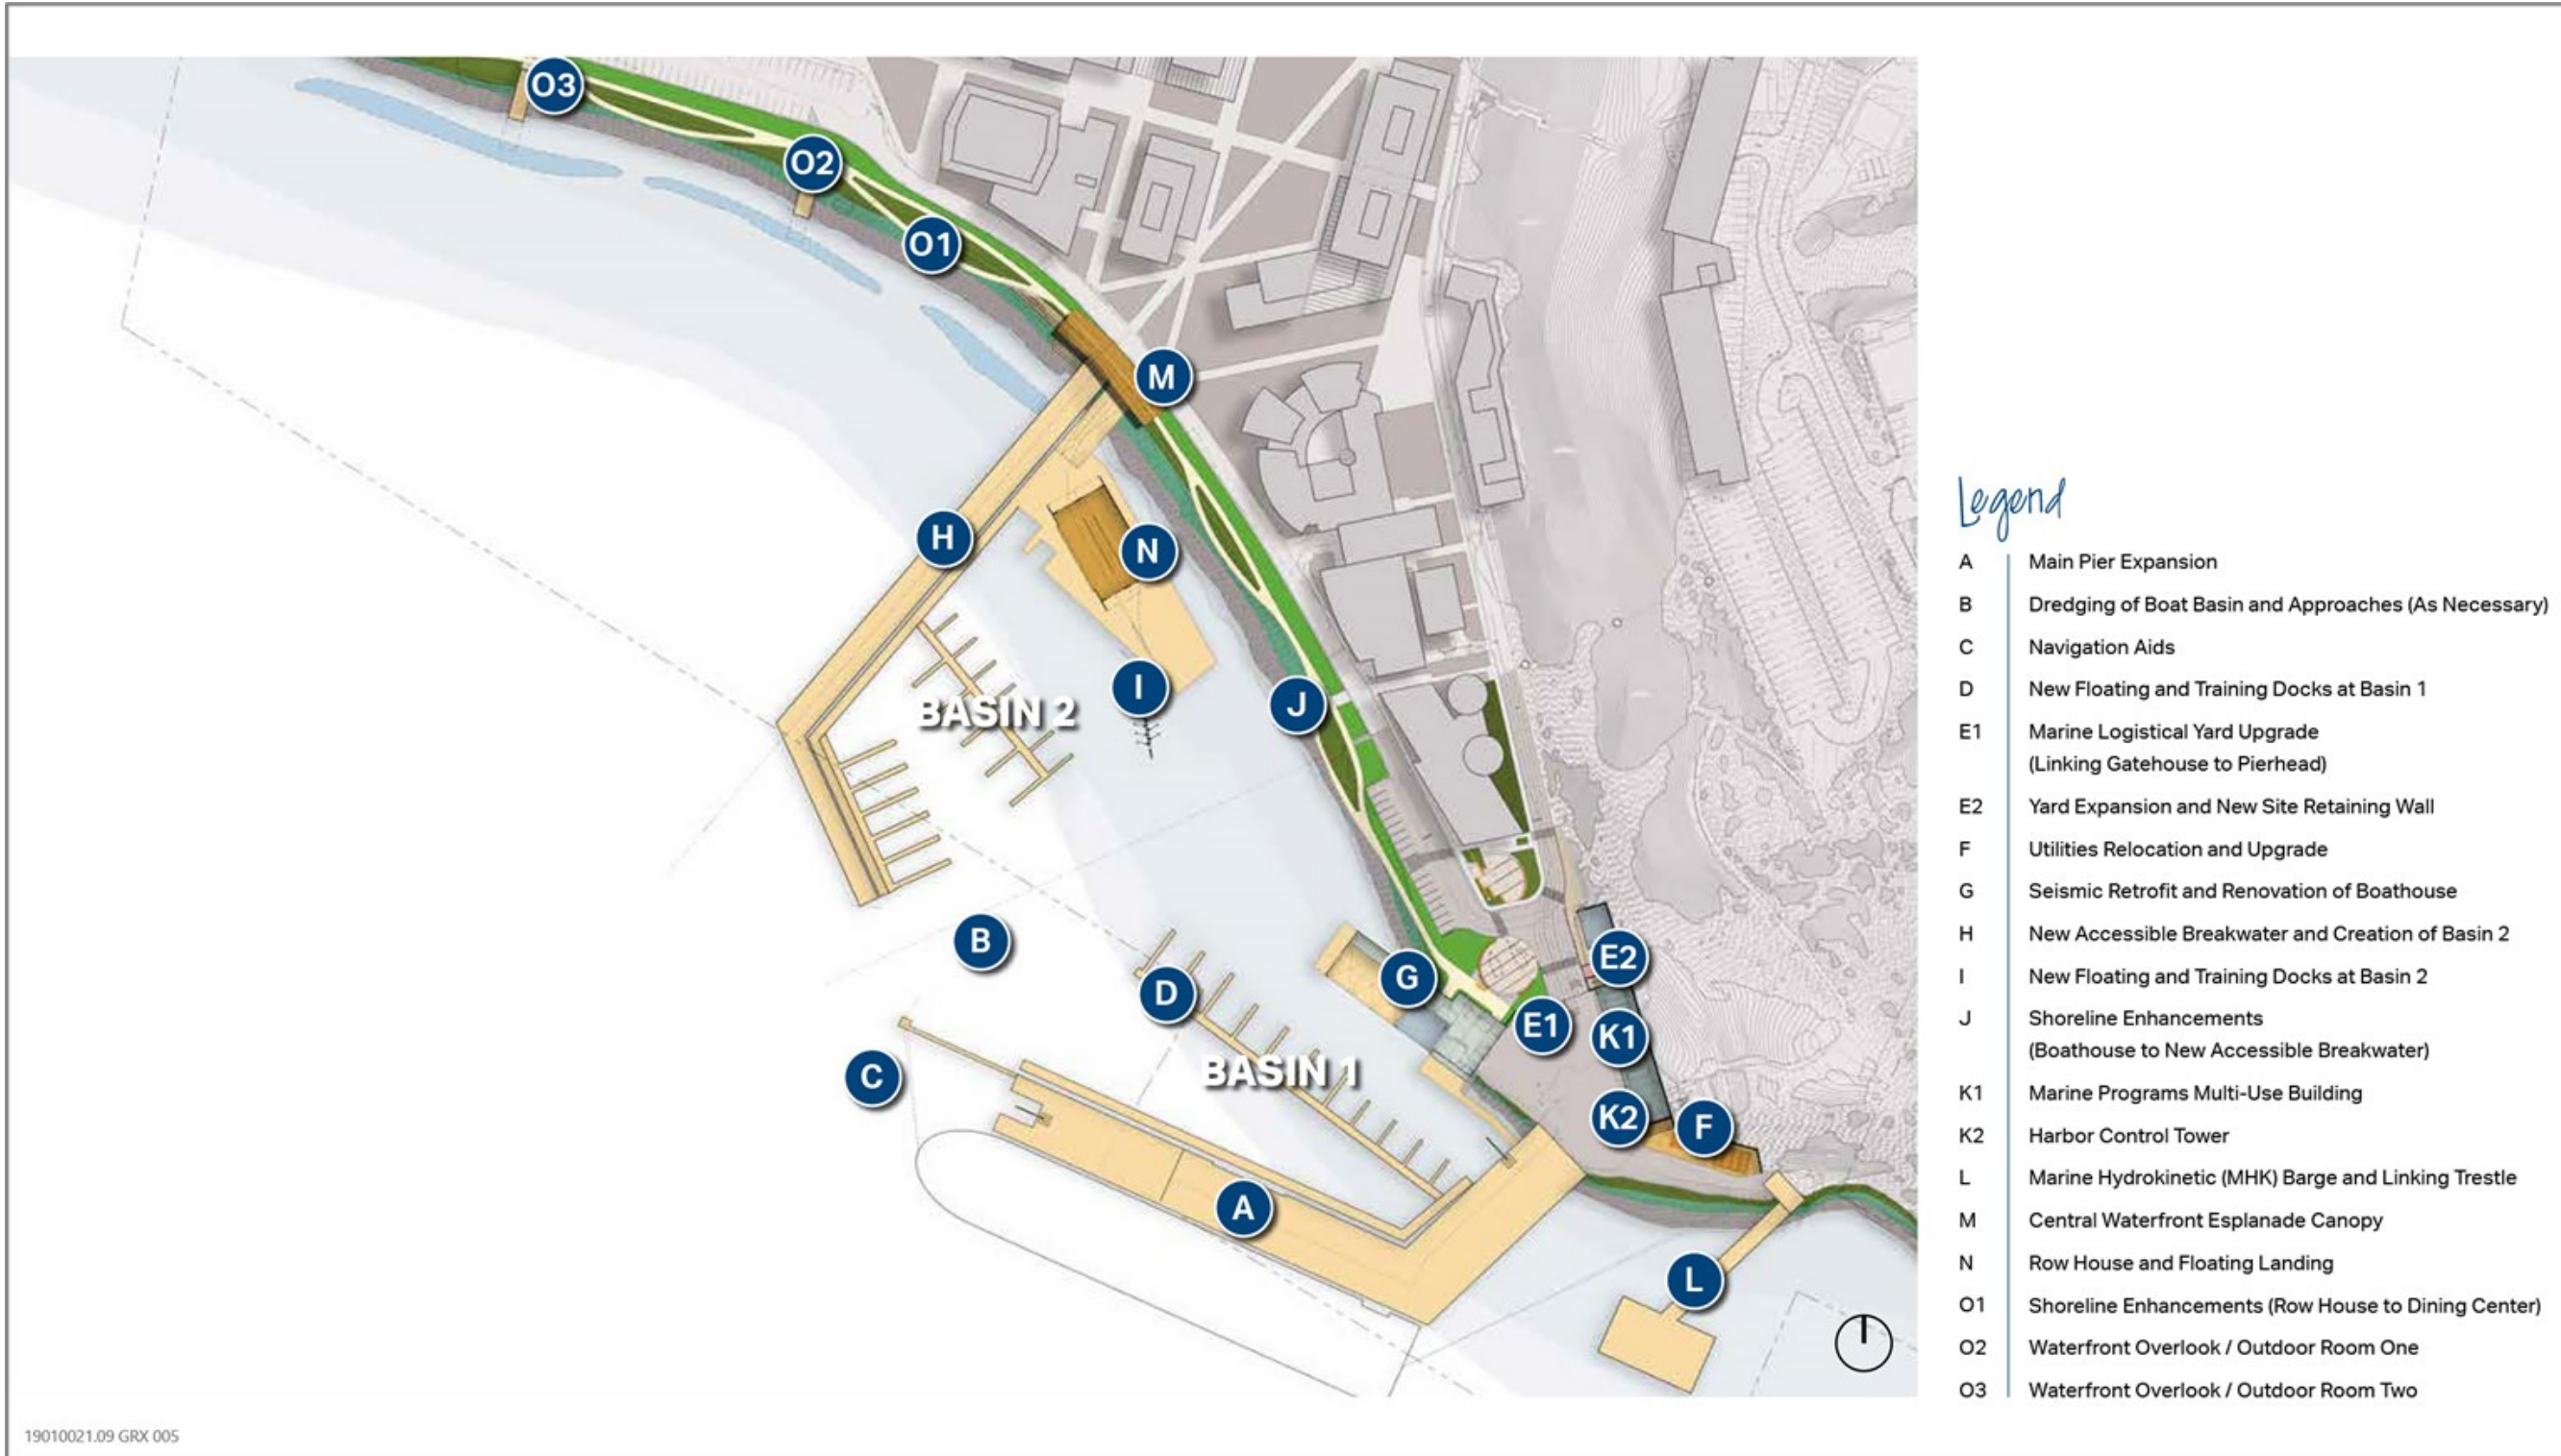 O3
O2
O1
M
H
N
I
BASIN 2
J
B
D
G
E2
E1
C
K1
BASIN 1
K2
F
A
L
Legend
A Main Pier Expansion
B Dredging of Boat Basin and Approaches (As Necessary)
C Navigation Aids
D New Floating and Training Docks at Basin 1
E1 Marine Logistical Yard Upgrade
(Linking Gatehouse to Pierhead)
E2 Yard Expansion and New Site Retaining Wall
F Utilities Relocation and Upgrade
G Seismic Retrofit and Renovation of Boathouse
H New Accessible Breakwater and Creation of Basin 2
I New Floating and Training Docks at Basin 2
J Shoreline Enhancements
(Boathouse to New Accessible Breakwater)
K1 Marine Programs Multi-Use Building
K2 Harbor Control Tower
L Marine Hydrokinetic (MHK) Barge and Linking Trestle
M Central Waterfront Esplanade Canopy
N Row House and Floating Landing
O1 Shoreline Enhancements (Row House to Dining Center)
O2 Waterfront Overlook / Outdoor Room One
O3 Waterfront Overlook / Outdoor Room Two
19010021.09 GRX 005